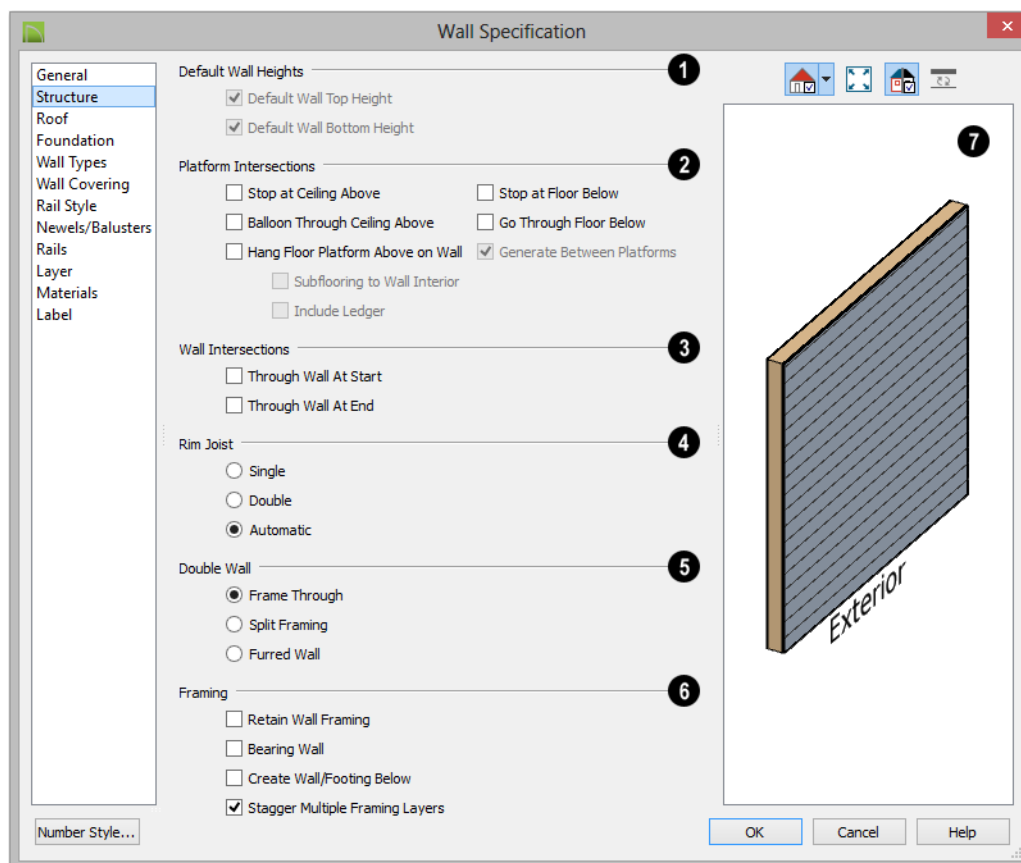 Wall Specification
General
Structure
Roof
Foundation
Wall Types
Wall Covering
Rail Style
Newels/Balusters
Rails
Layer
Materials
Label
Default Wall Heights 1
Default Wall Top Height
Default Wall Bottom Height
Platform Intersections 2
Stop at Ceiling Above
Stop at Floor Below
Balloon Through Ceiling Above
Go Through Floor Below
Hang Floor Platform Above on Wall
Generate Between Platforms
Subflooring to Wall Interior
Include Ledger
Wall Intersections 3
Through Wall At Start
Through Wall At End
Rim Joist 4
Single
Double
Automatic
Double Wall 5
Frame Through
Split Framing
Furred Wall
Framing 6
Retain Wall Framing
Bearing Wall
Create Wall/Footing Below
Stagger Multiple Framing Layers
7
Exterior
Number Style...
OK
Cancel
Help